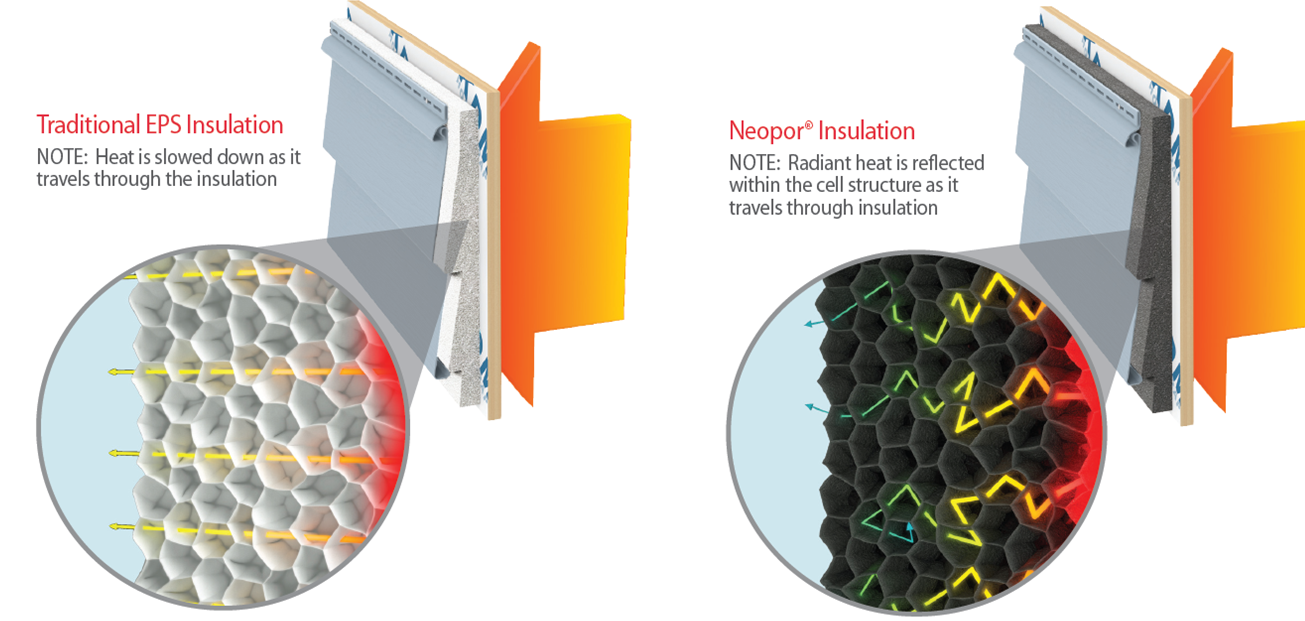 Traditional EPS Insulation
NOTE: Heat is slowed down as it
travels through the insulation
Neopor® Insulation
NOTE: Radiant heat is reflected
within the cell structure as it
travels through insulation